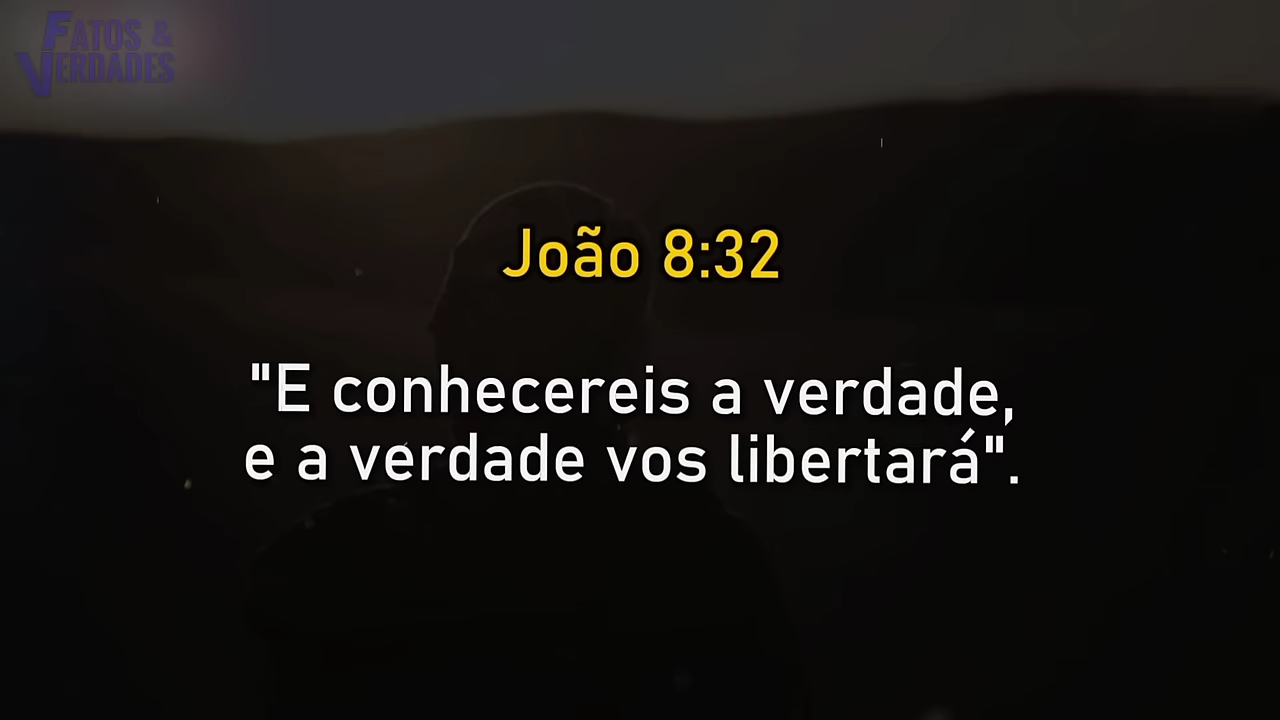 FATOS &
VERDADES
João 8:32
"E conhecereis a verdade,
e a verdade vos libertará".